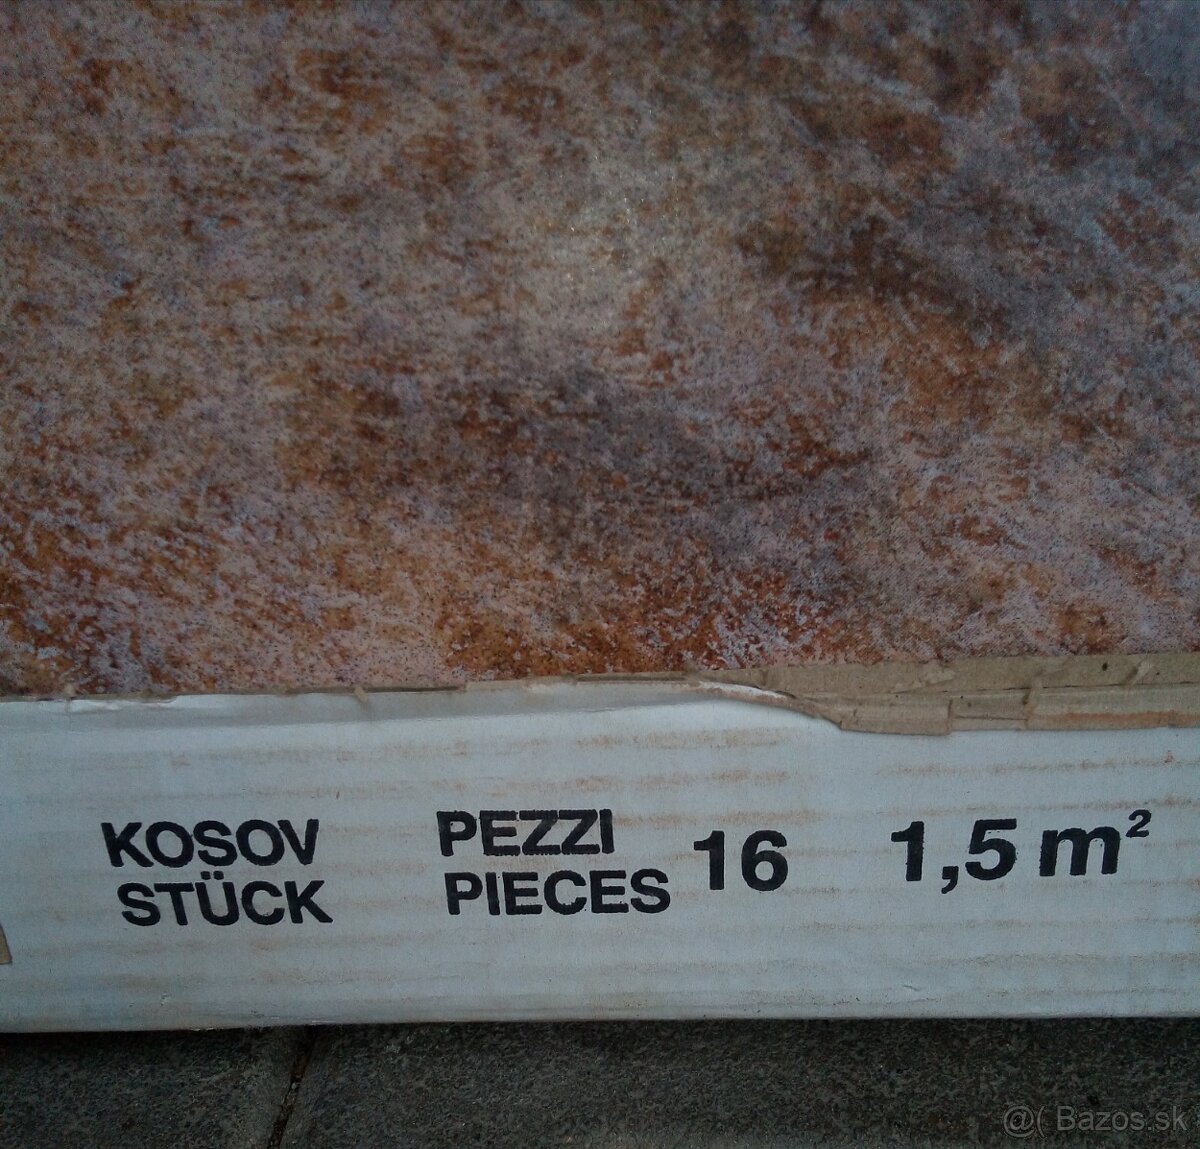 KOSOV
STÜCK
PEZZI
PIECES
16
1,5 m²
@( Bazos.sk